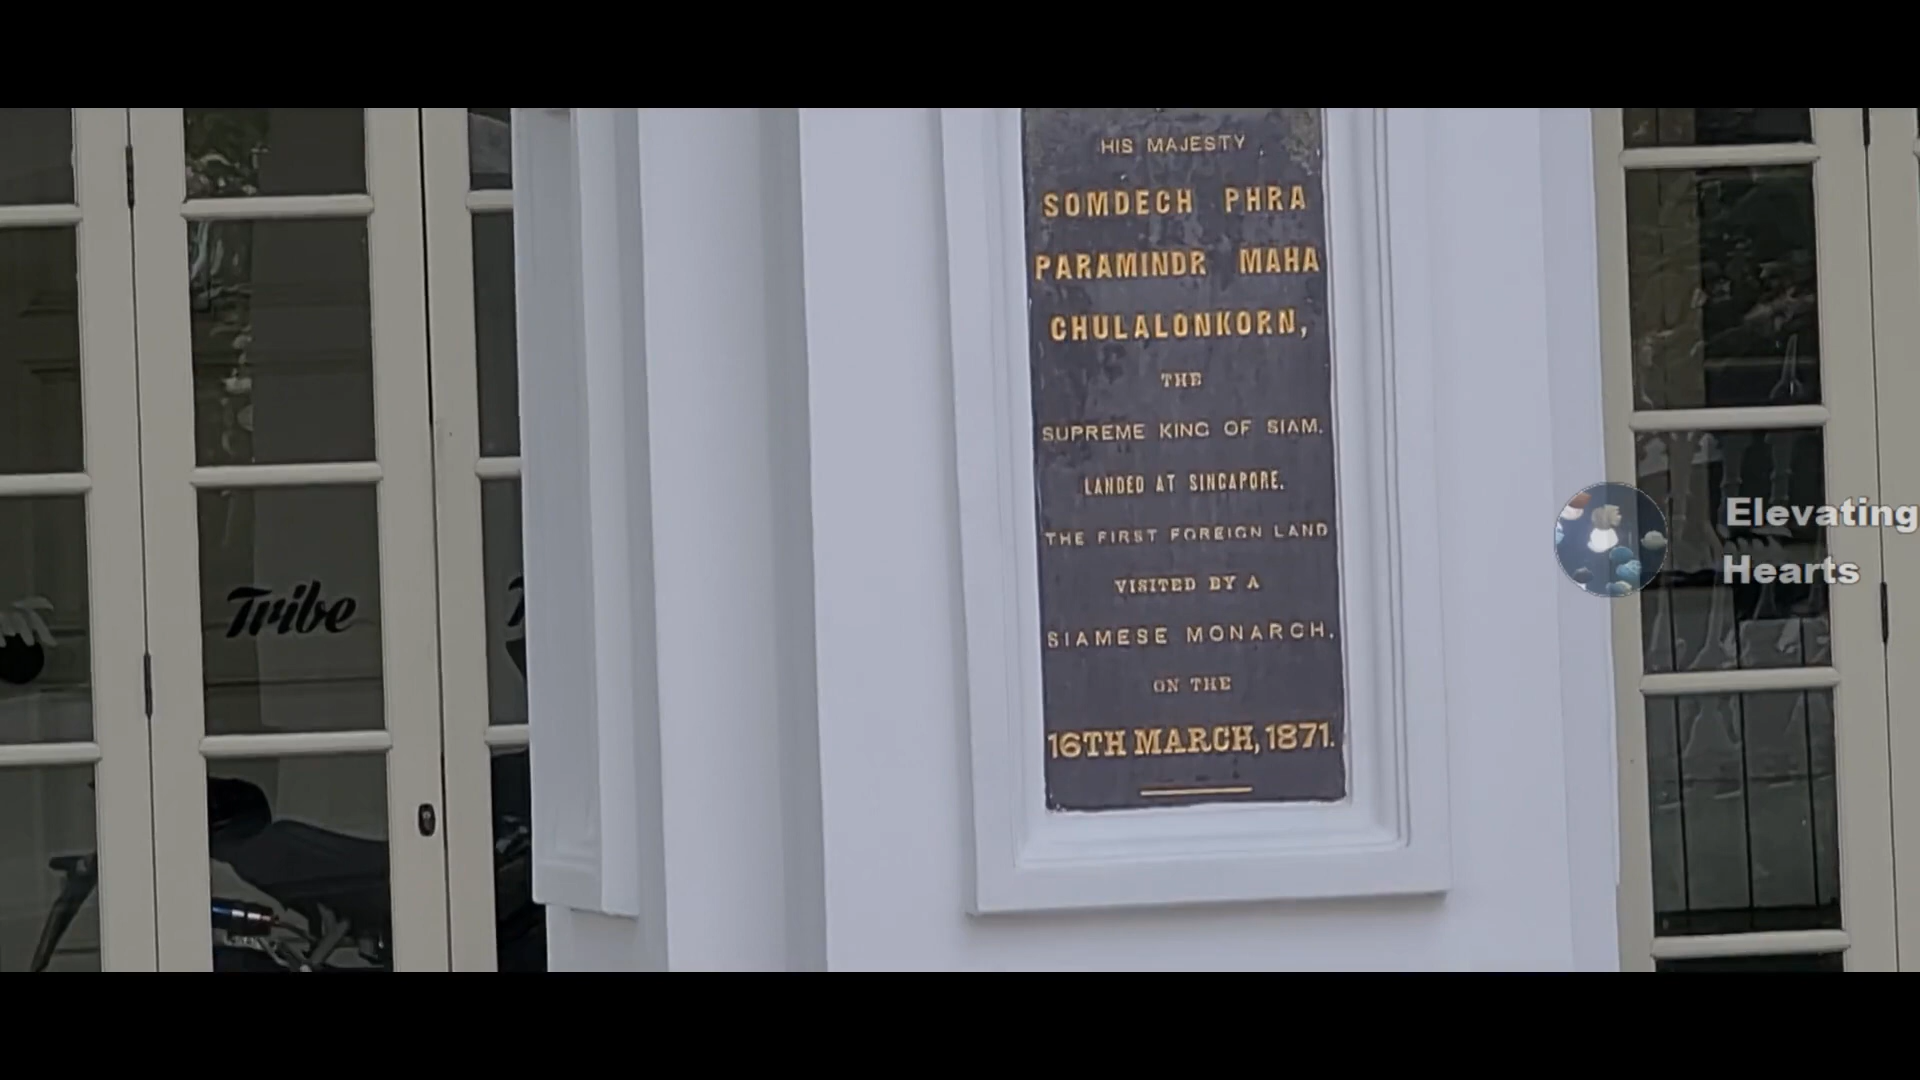 HIS MAJESTY
SOMDECH PHRA
PARAMINDR MAHA
CHULALONKORN,
THE
SUPREME KING OF SIAM.
LANDED AT SINGAPORE.
THE FIRST FOREIGN LAND
VISITED BY A
SIAMESE MONARCH.
ON THE
16TH MARCH, 1871.
Tribe
Elevating
Hearts